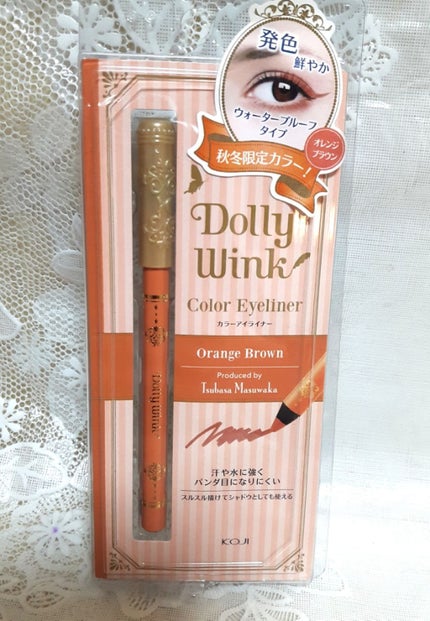 発色
鮮やか
ウォータープルーフ
タイプ
オレンジ
ブラウン
秋冬限定カラー!
Dolly
Wink
Color Eyeliner
カラーアイライナー
Orange Brown
Produced by
Tsubasa Masuwaka
Dolly Wink
汗や水に強く
パンダ目になりにくい
スルスル描けてシャドウとしても使える
KOJI